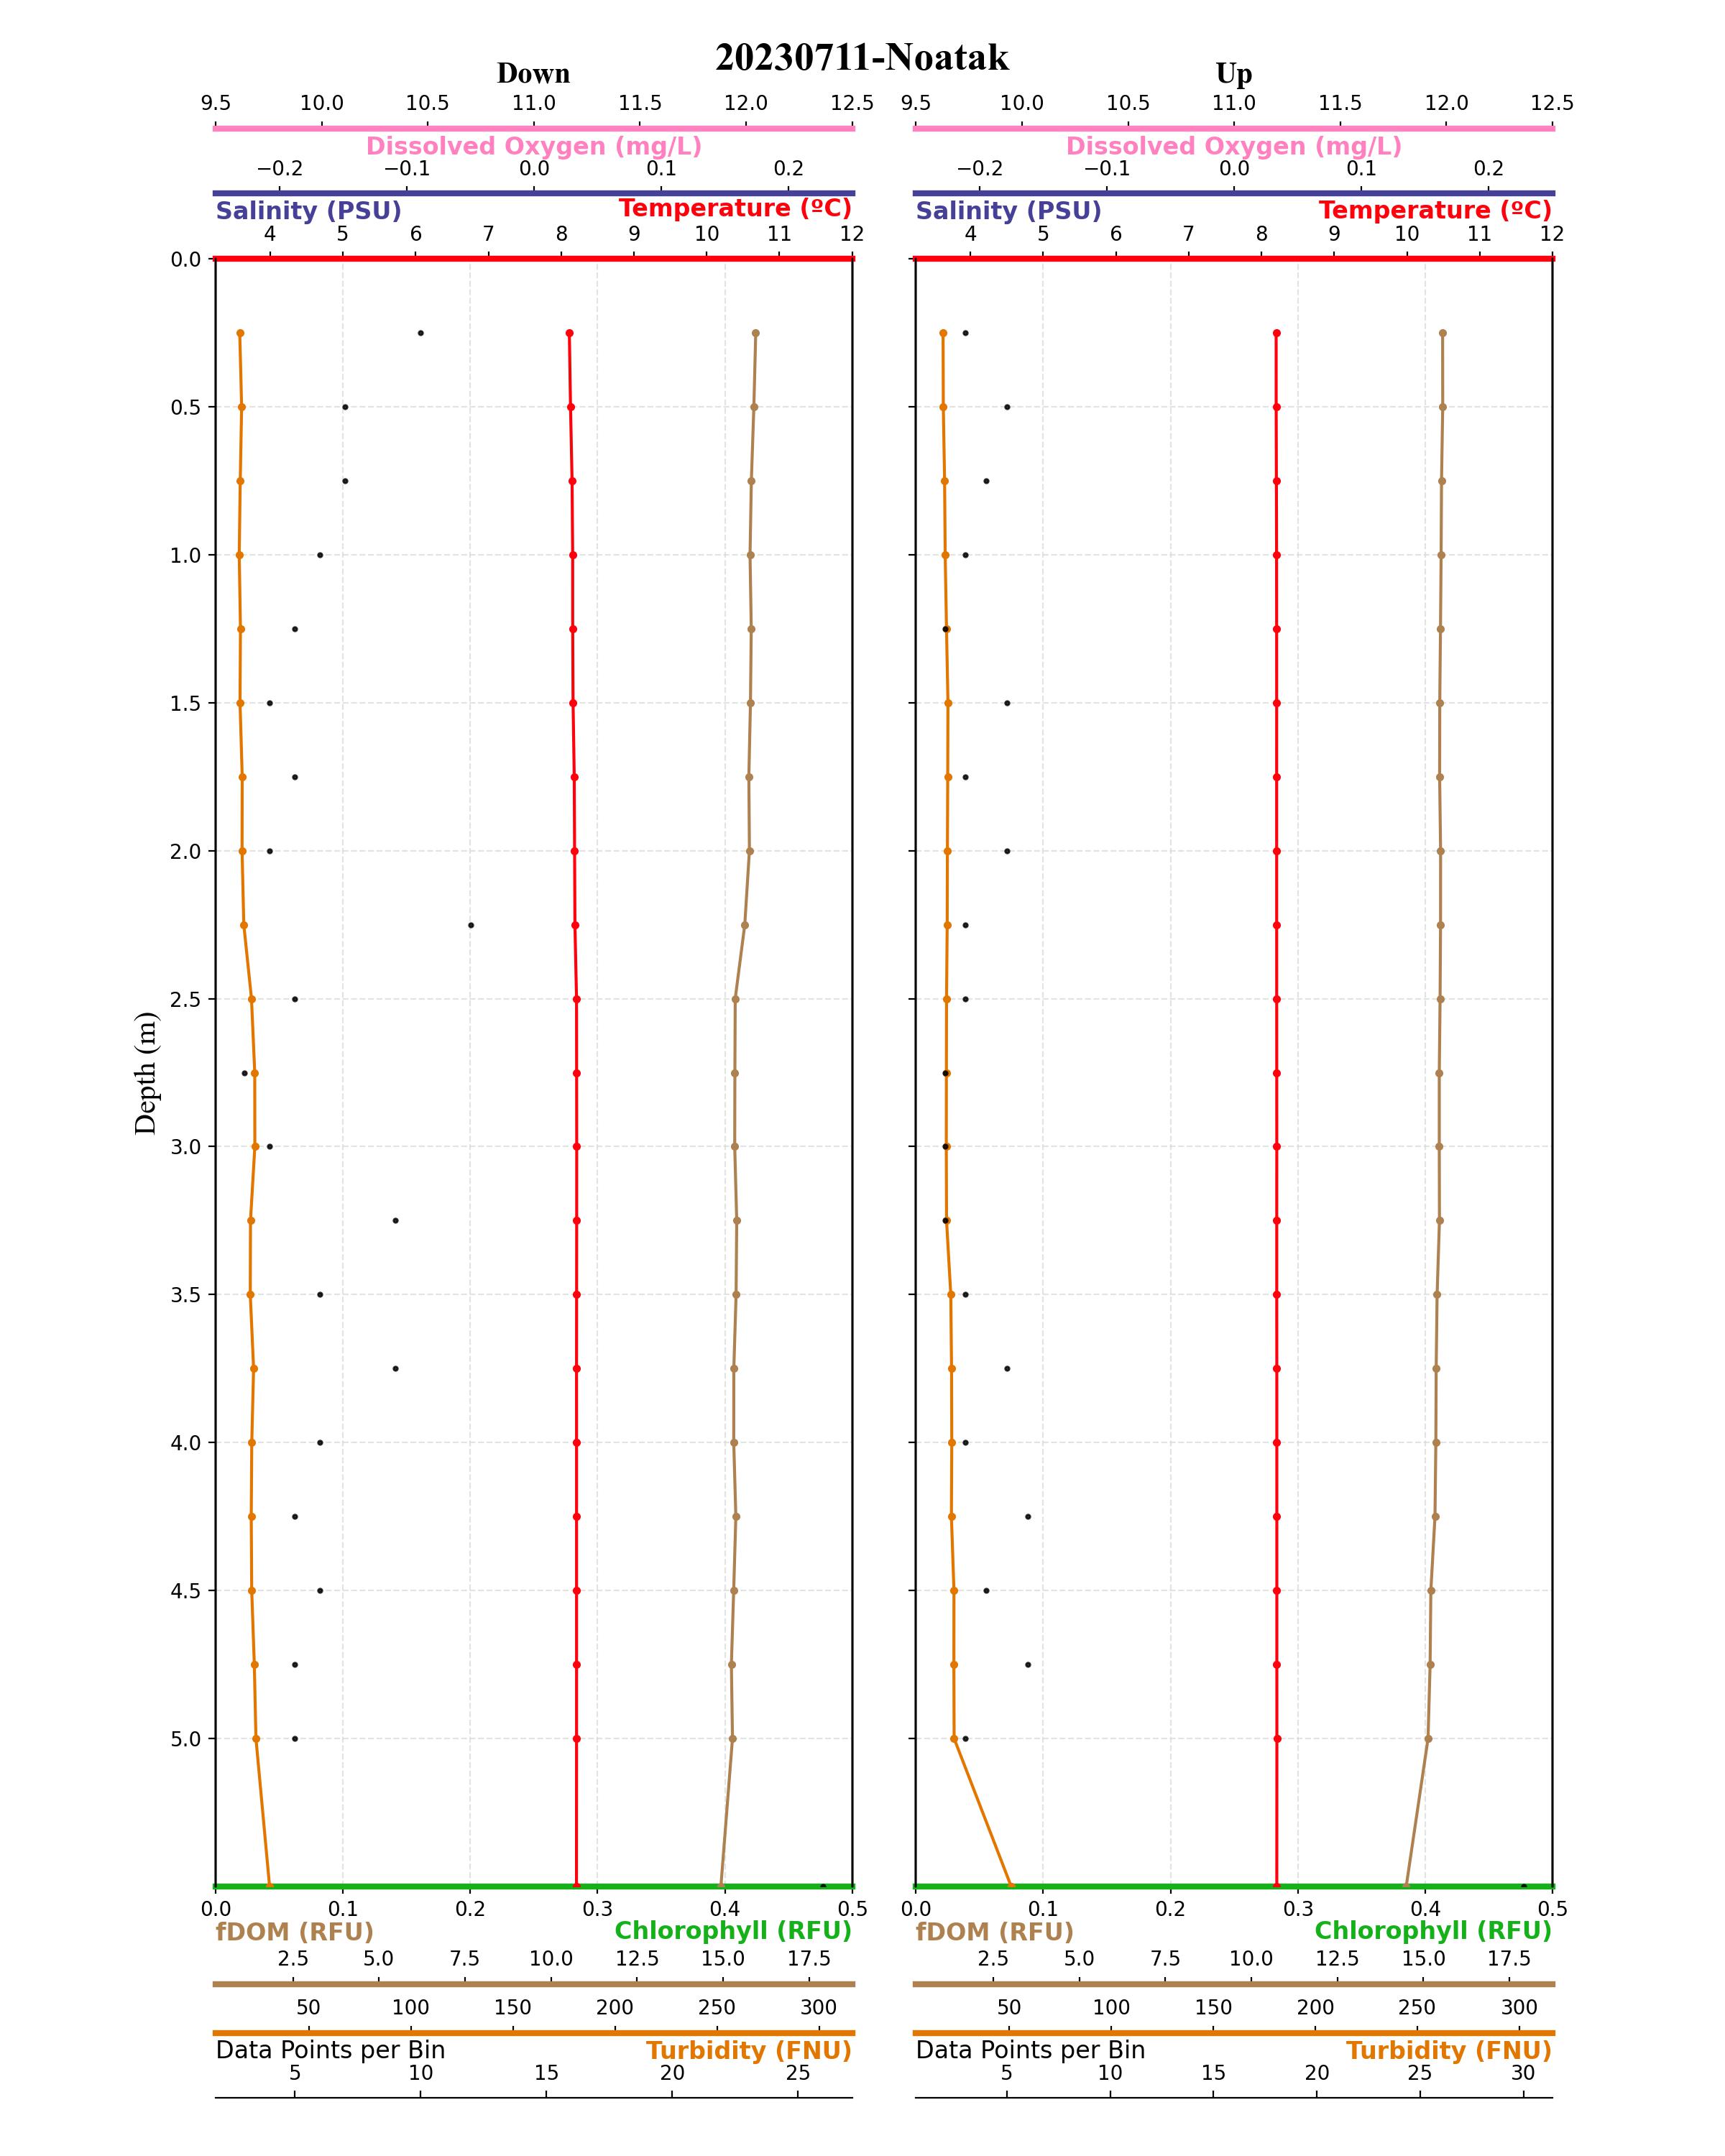 20230711-Noatak
Down Up
9.5 10.0 10.5 11.0 11.5 12.0 12.5 9.5 10.0 10.5 11.0 11.5 12.0 12.5
Dissolved Oxygen (mg/L) Dissolved Oxygen (mg/L)
−0.2 −0.1 0.0 0.1 0.2 −0.2 −0.1 0.0 0.1 0.2
Salinity (PSU) Temperature (ºC) Salinity (PSU) Temperature (ºC)
4 5 6 7 8 9 10 11 12 4 5 6 7 8 9 10 11 12
0.0
0.5
1.0
1.5
2.0
2.5
Depth (m)
3.0
3.5
4.0
4.5
5.0
0.0 0.1 0.2 0.3 0.4 0.5 0.0 0.1 0.2 0.3 0.4 0.5
fDOM (RFU) Chlorophyll (RFU) fDOM (RFU) Chlorophyll (RFU)
2.5 5.0 7.5 10.0 12.5 15.0 17.5 2.5 5.0 7.5 10.0 12.5 15.0 17.5
50 100 150 200 250 300 50 100 150 200 250 300
Data Points per Bin Turbidity (FNU) Data Points per Bin Turbidity (FNU)
5 10 15 20 25 5 10 15 20 25 30